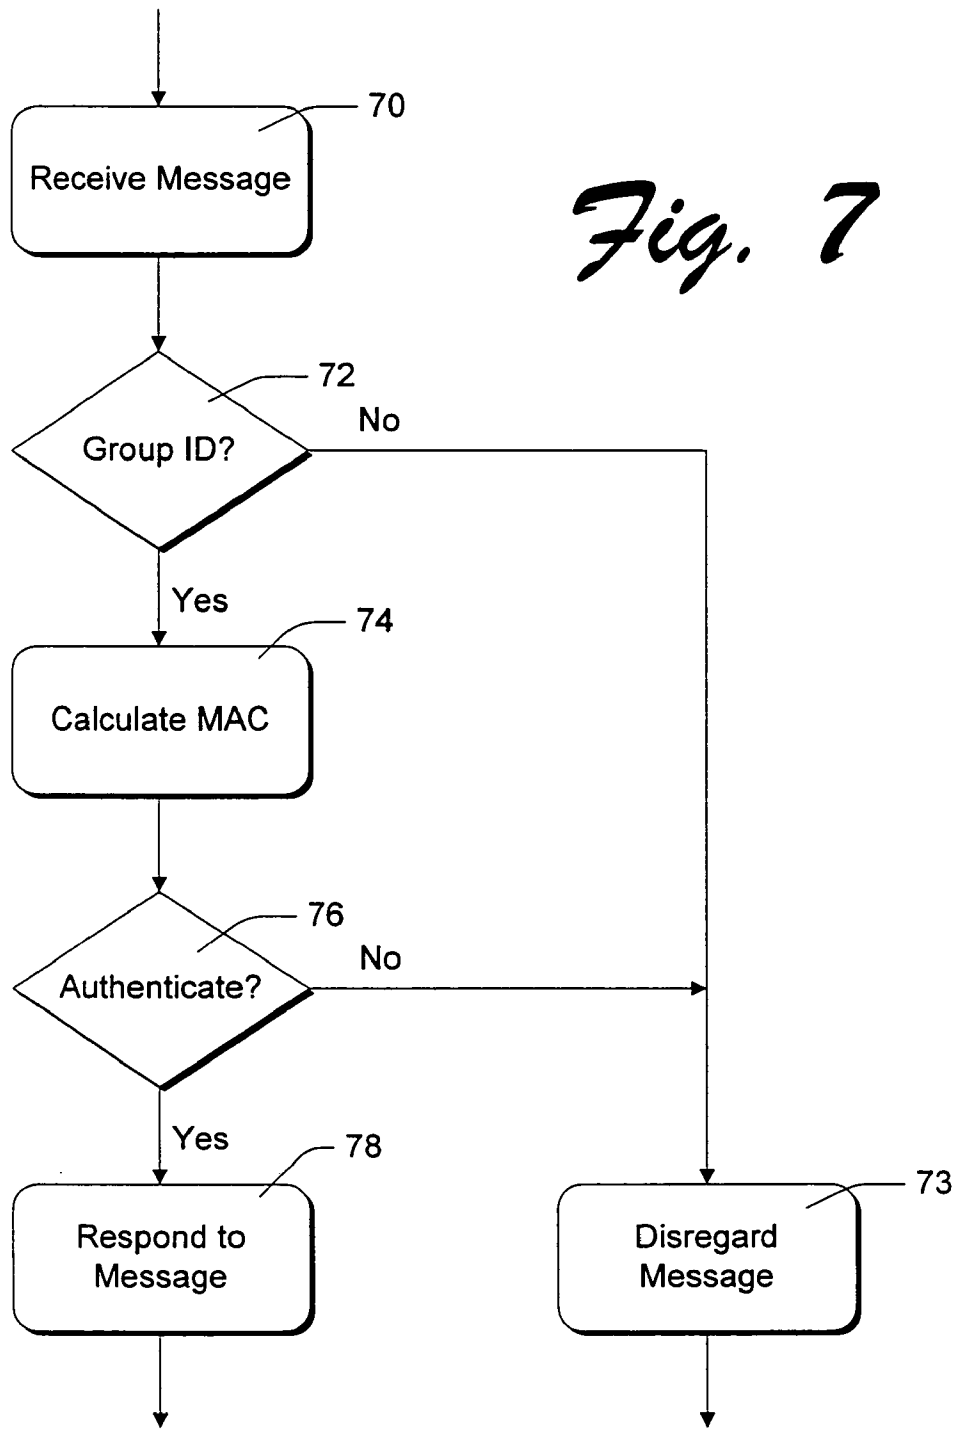 70
Receive Message
Fig. 7
72
No
Group ID?
Yes
74
Calculate MAC
76
No
Authenticate?
Yes
78
73
Respond to
Message
Disregard
Message